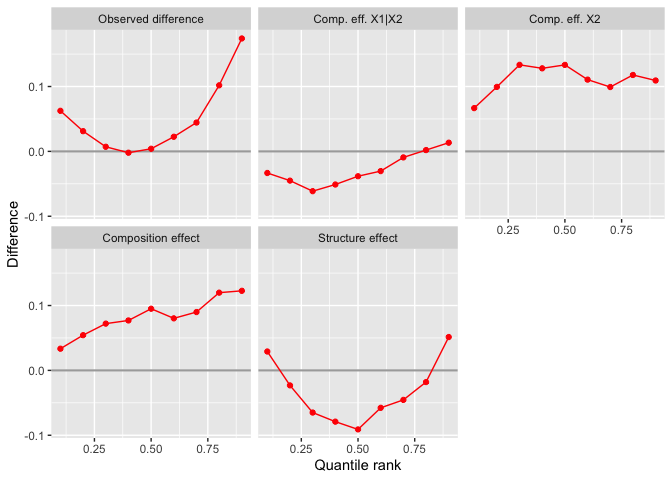 Observed difference
Comp. eff. X1|X2
Comp. eff. X2
0.1
0.0
-0.1
0.25 0.50 0.75
Difference
Composition effect
Structure effect
0.1
0.0
-0.1
0.25 0.50 0.75
0.25 0.50 0.75
Quantile rank